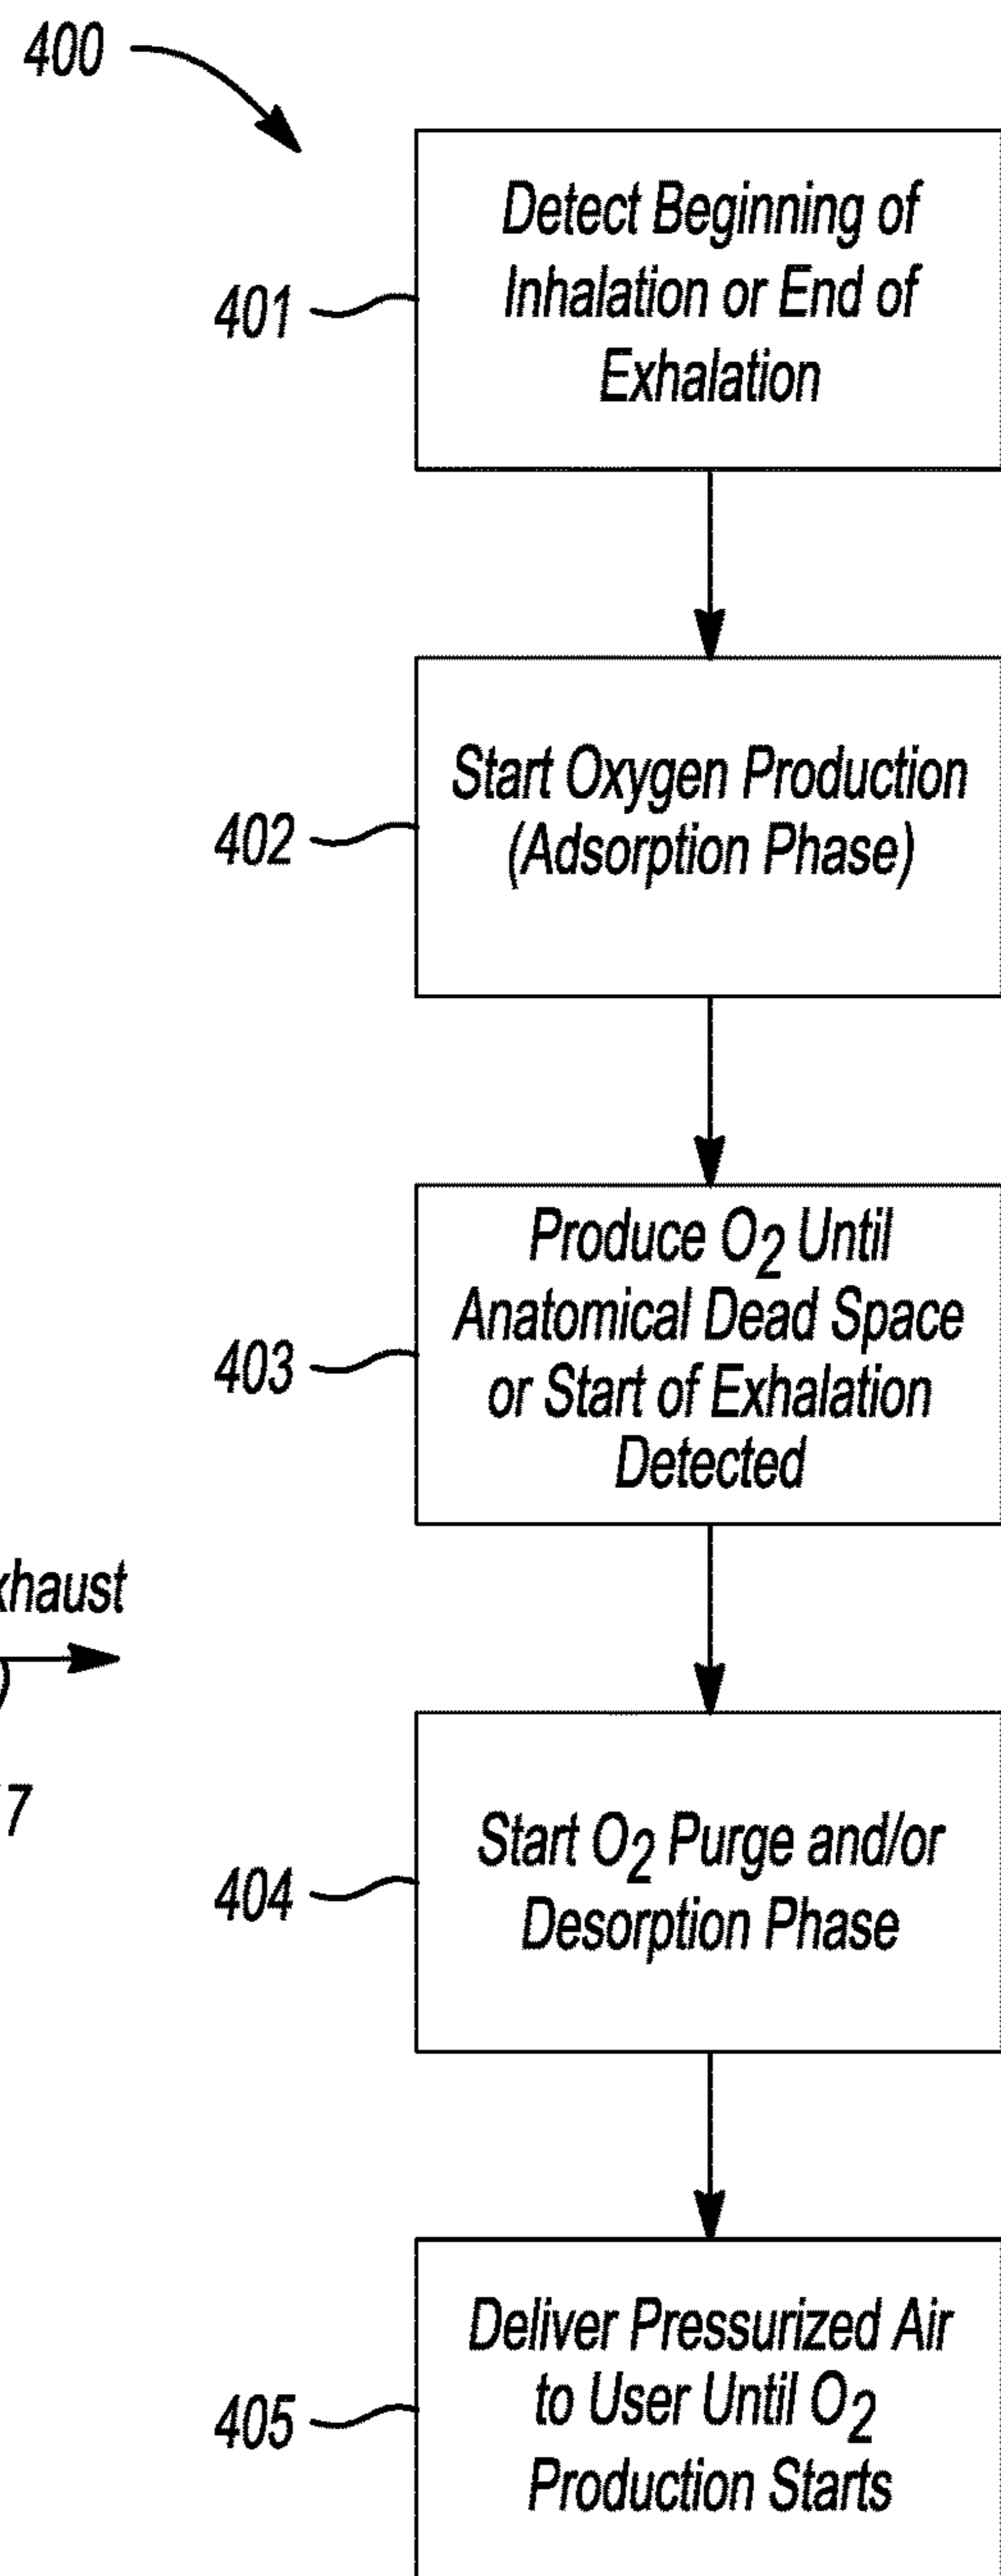 400
Detect Beginning of
Inhalation or End of
Exhalation
401
Start Oxygen Production
(Adsorption Phase)
402
Produce O2 Until
Anatomical Dead Space
or Start of Exhalation
Detected
403
xhaust
7
Start O2 Purge and/or
Desorption Phase
404
Deliver Pressurized Air
to User Until O2
Production Starts
405